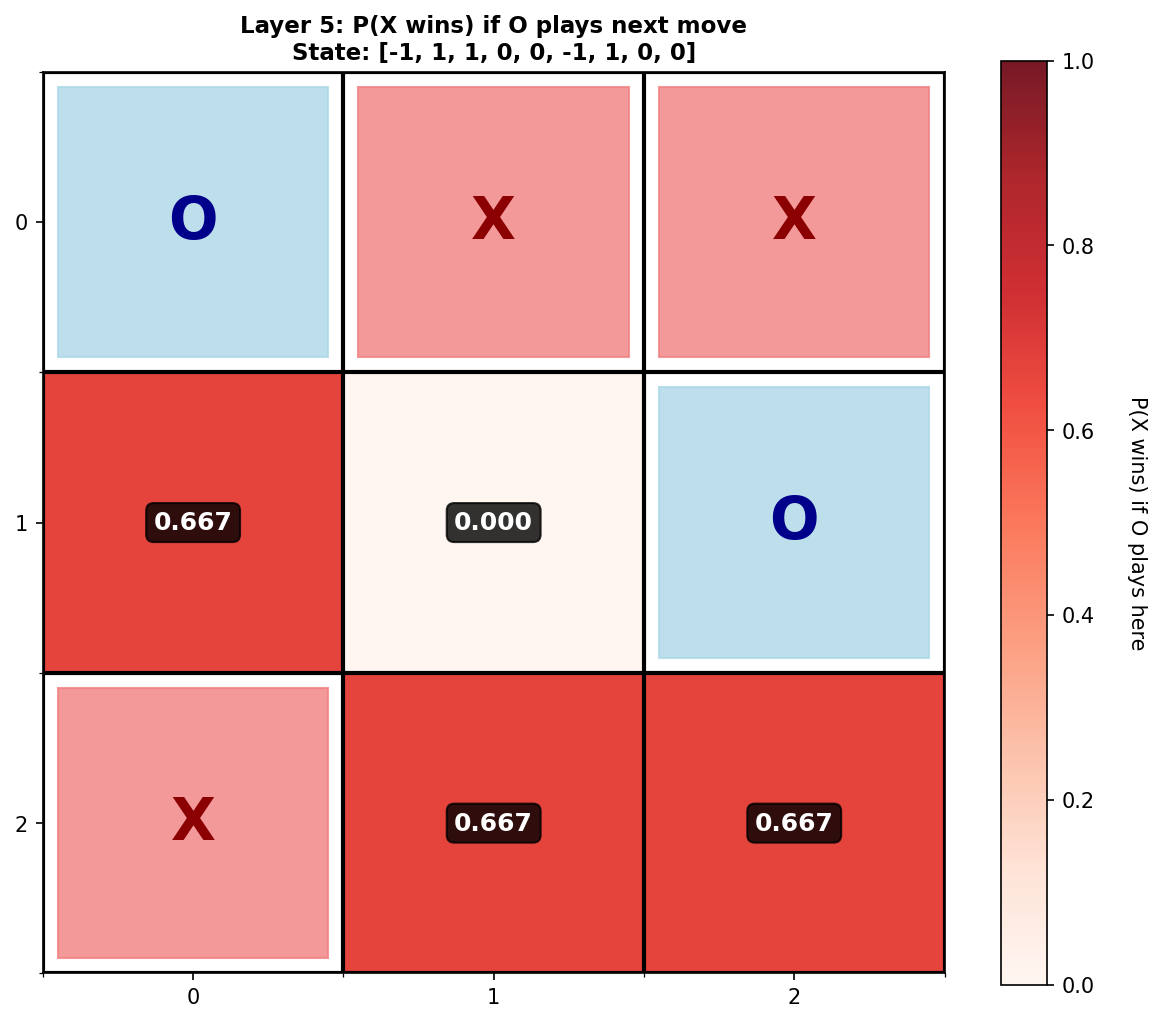 Layer 5: P(X wins) if O plays next move
State: [-1, 1, 1, 0, 0, -1, 1, 0, 0]
O X X
0.667 0.000 O
X 0.667 0.667
0
1
2
0 1 2
1.0
0.8
0.6
0.4
0.2
0.0
P(X wins) if O plays here